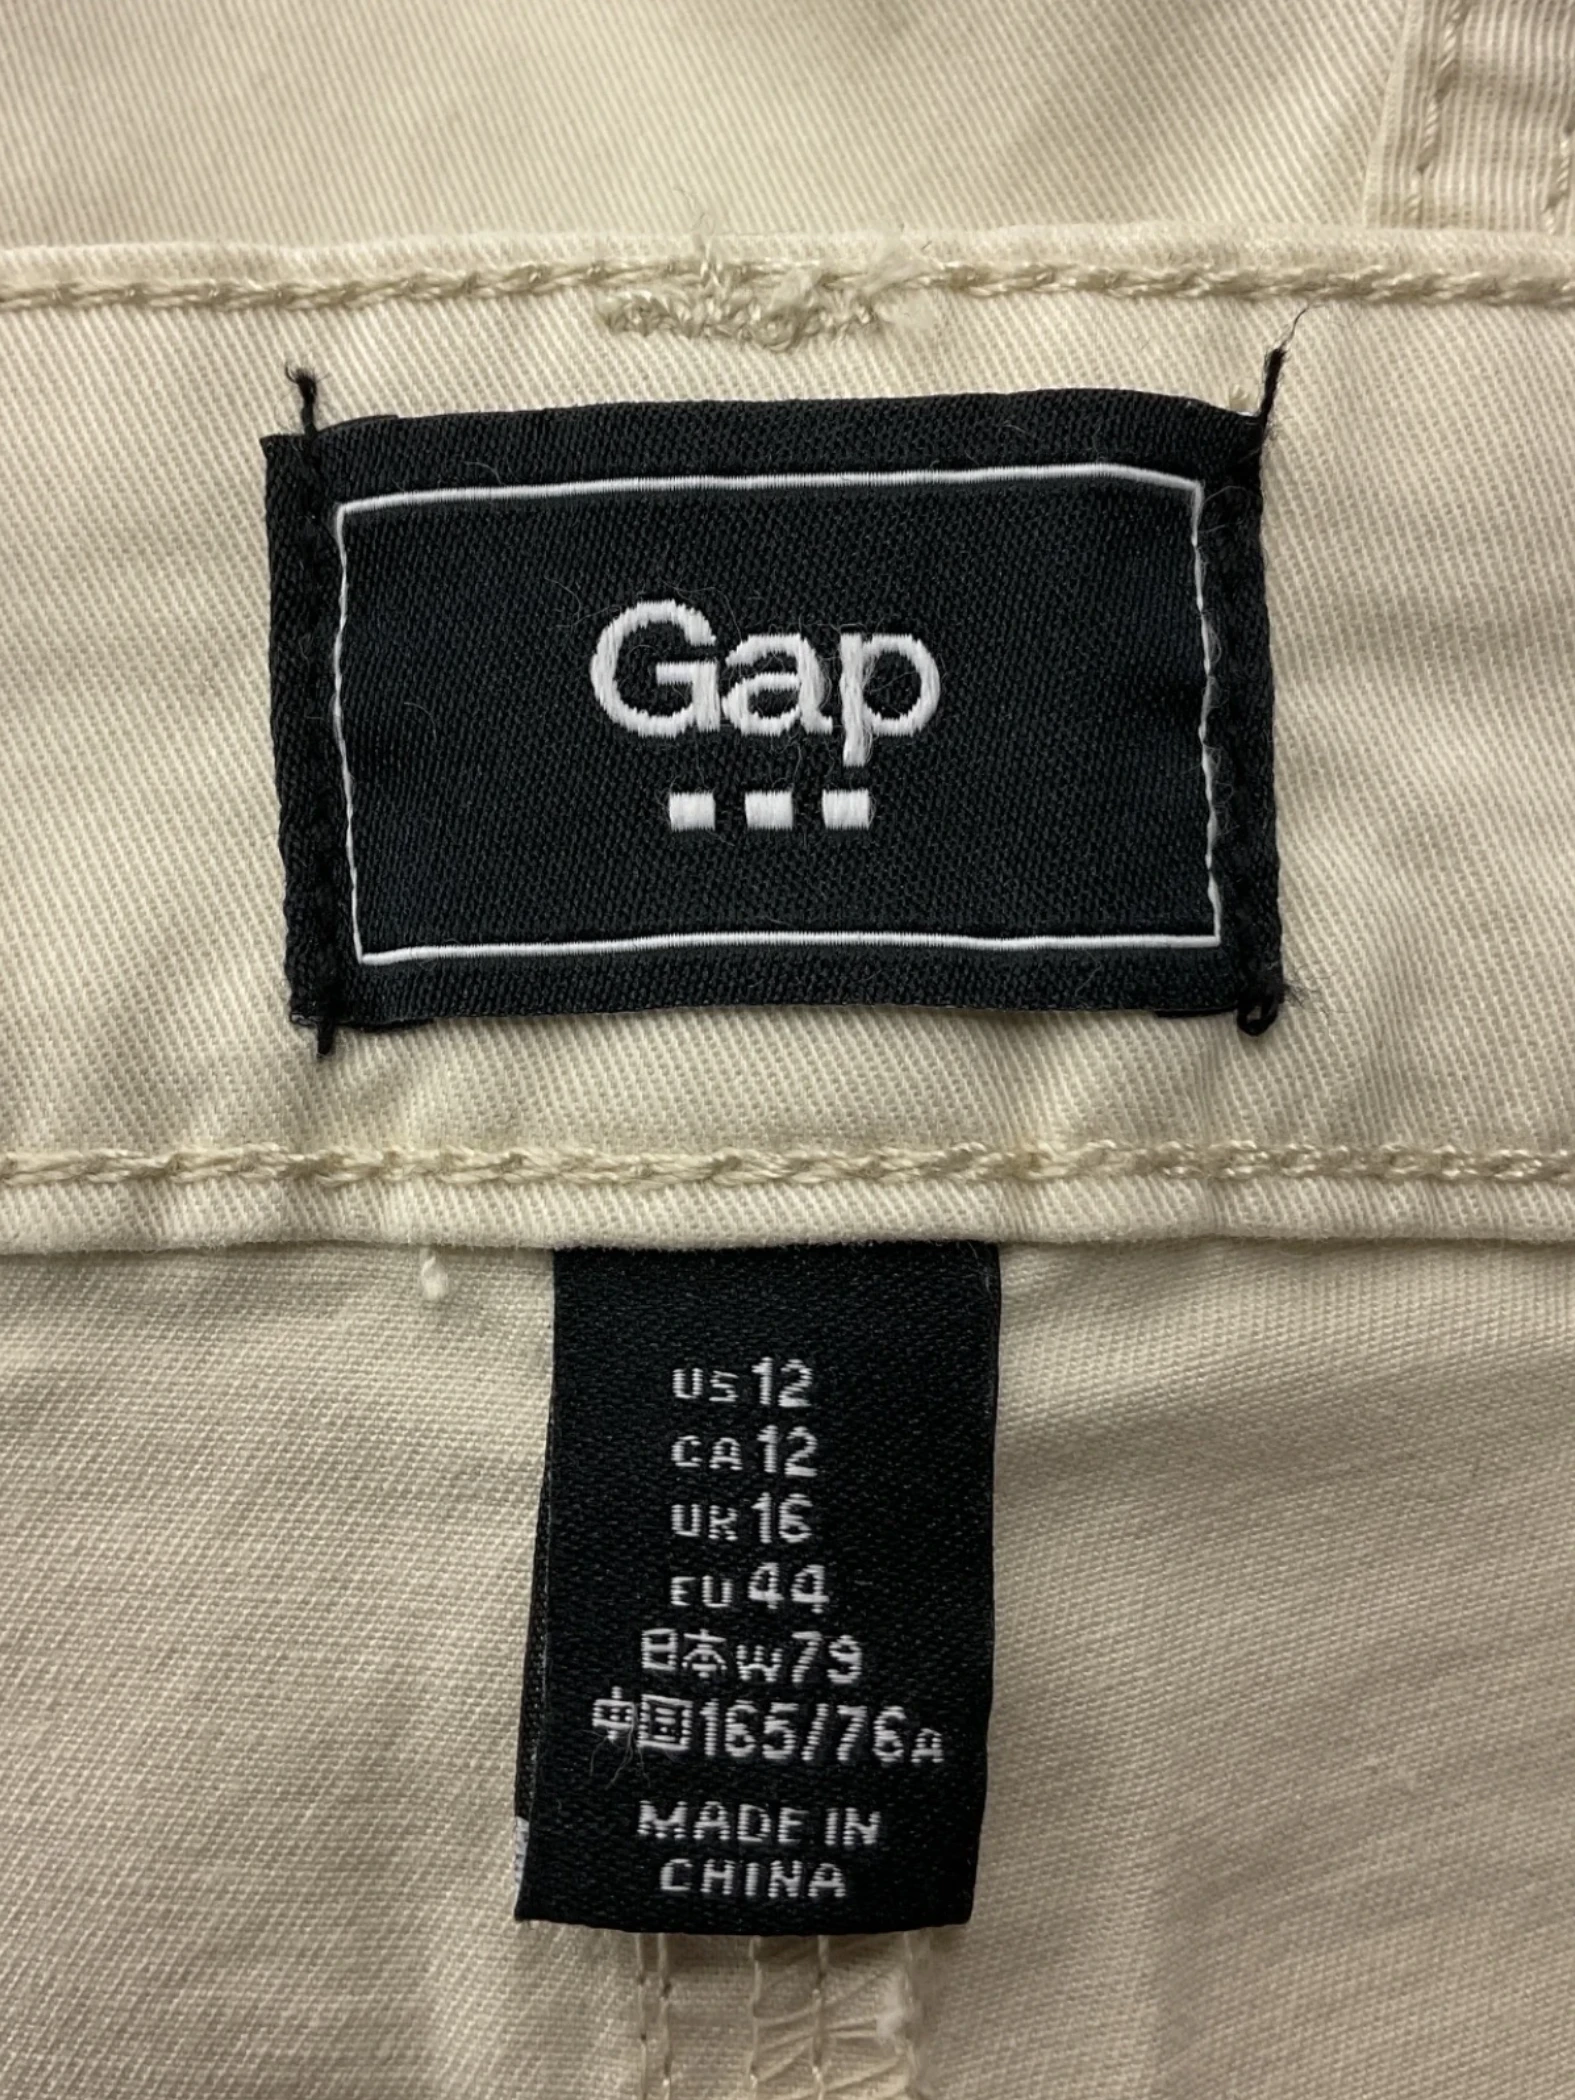 Gap
US 12
CA 12
UK 16
EU 44
日本 W79
中国 165/76A
MADE IN
CHINA